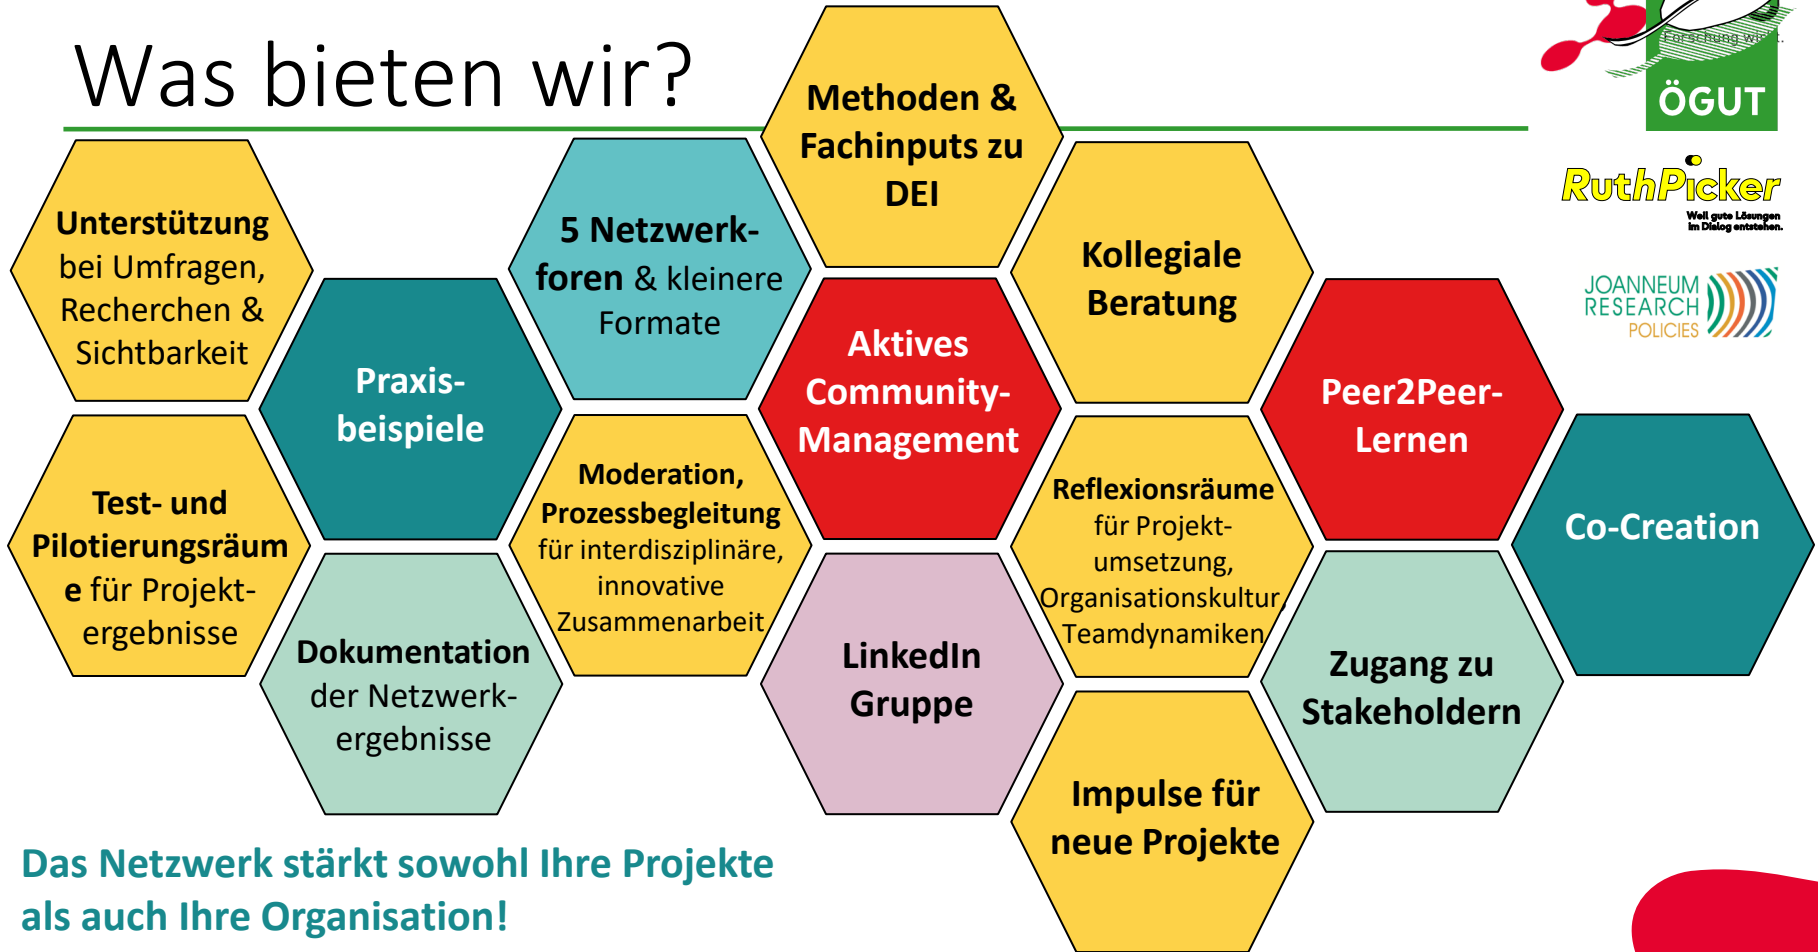 Was bieten wir?
Forschung wirkt.
ÖGUT
RuthPicker
Weil gute Lösungen
im Dialog entstehen.
JOANNEUM
RESEARCH
POLICIES
Unterstützung
bei Umfragen,
Recherchen &
Sichtbarkeit
Test- und
Pilotierungsräum
e für Projekt-
ergebnisse
Praxis-
beispiele
Dokumentation
der Netzwerk-
ergebnisse
5 Netzwerk-
foren & kleinere
Formate
Moderation,
Prozessbegleitung
für interdisziplinäre,
innovative
Zusammenarbeit
Methoden &
Fachinputs zu
DEI
Aktives
Community-
Management
LinkedIn
Gruppe
Kollegiale
Beratung
Reflexionsräume
für Projekt-
umsetzung,
Organisationskultur,
Teamdynamiken
Impulse für
neue Projekte
Peer2Peer-
Lernen
Zugang zu
Stakeholdern
Co-Creation
Das Netzwerk stärkt sowohl Ihre Projekte
als auch Ihre Organisation!